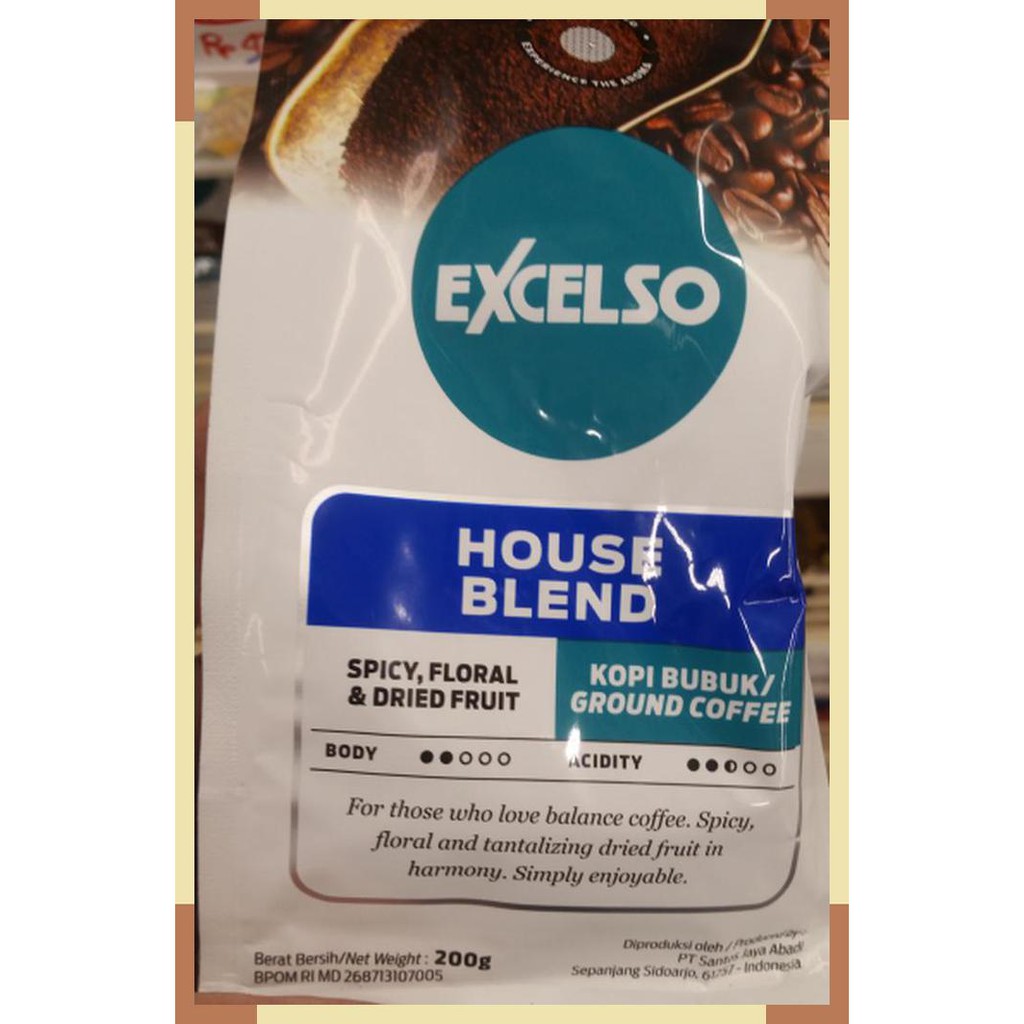 EXPERIENCE THE AROMA
EXCELSO
HOUSE
BLEND
SPICY, FLORAL
& DRIED FRUIT
KOPI BUBUK/
GROUND COFFEE
BODY
ACIDITY
For those who love balance coffee. Spicy,
floral and tantalizing dried fruit in
harmony. Simply enjoyable.
Berat Bersih/Net Weight : 200g
BPOM RI MD 268713107005
Diproduksi oleh /
PT Santos Jaya Abadi
Sepanjang Sidoarjo, 61257 - Indonesia